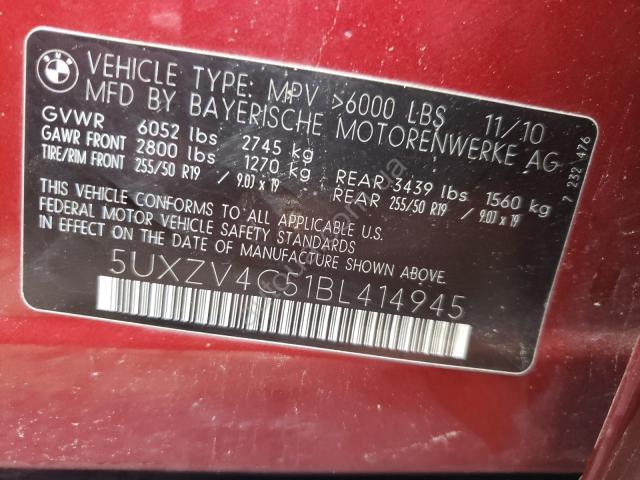 BMW
VEHICLE TYPE: MPV >6000 LBS 11/10
MFD BY BAYERISCHE MOTORENWERKE AG
GVWR 6052 lbs 2745 kg
GAWR FRONT 2800 lbs 1270 kg REAR 3439 lbs 1560 kg
TIRE/RIM FRONT 255/50 R19 / 9.0J x 19 REAR 255/50 R19 / 9.0J x 19
THIS VEHICLE CONFORMS TO ALL APPLICABLE U.S.
FEDERAL MOTOR VEHICLE SAFETY STANDARDS
IN EFFECT ON THE DATE OF MANUFACTURE SHOWN ABOVE.
5UXZV4C51BL414945
7 232 476